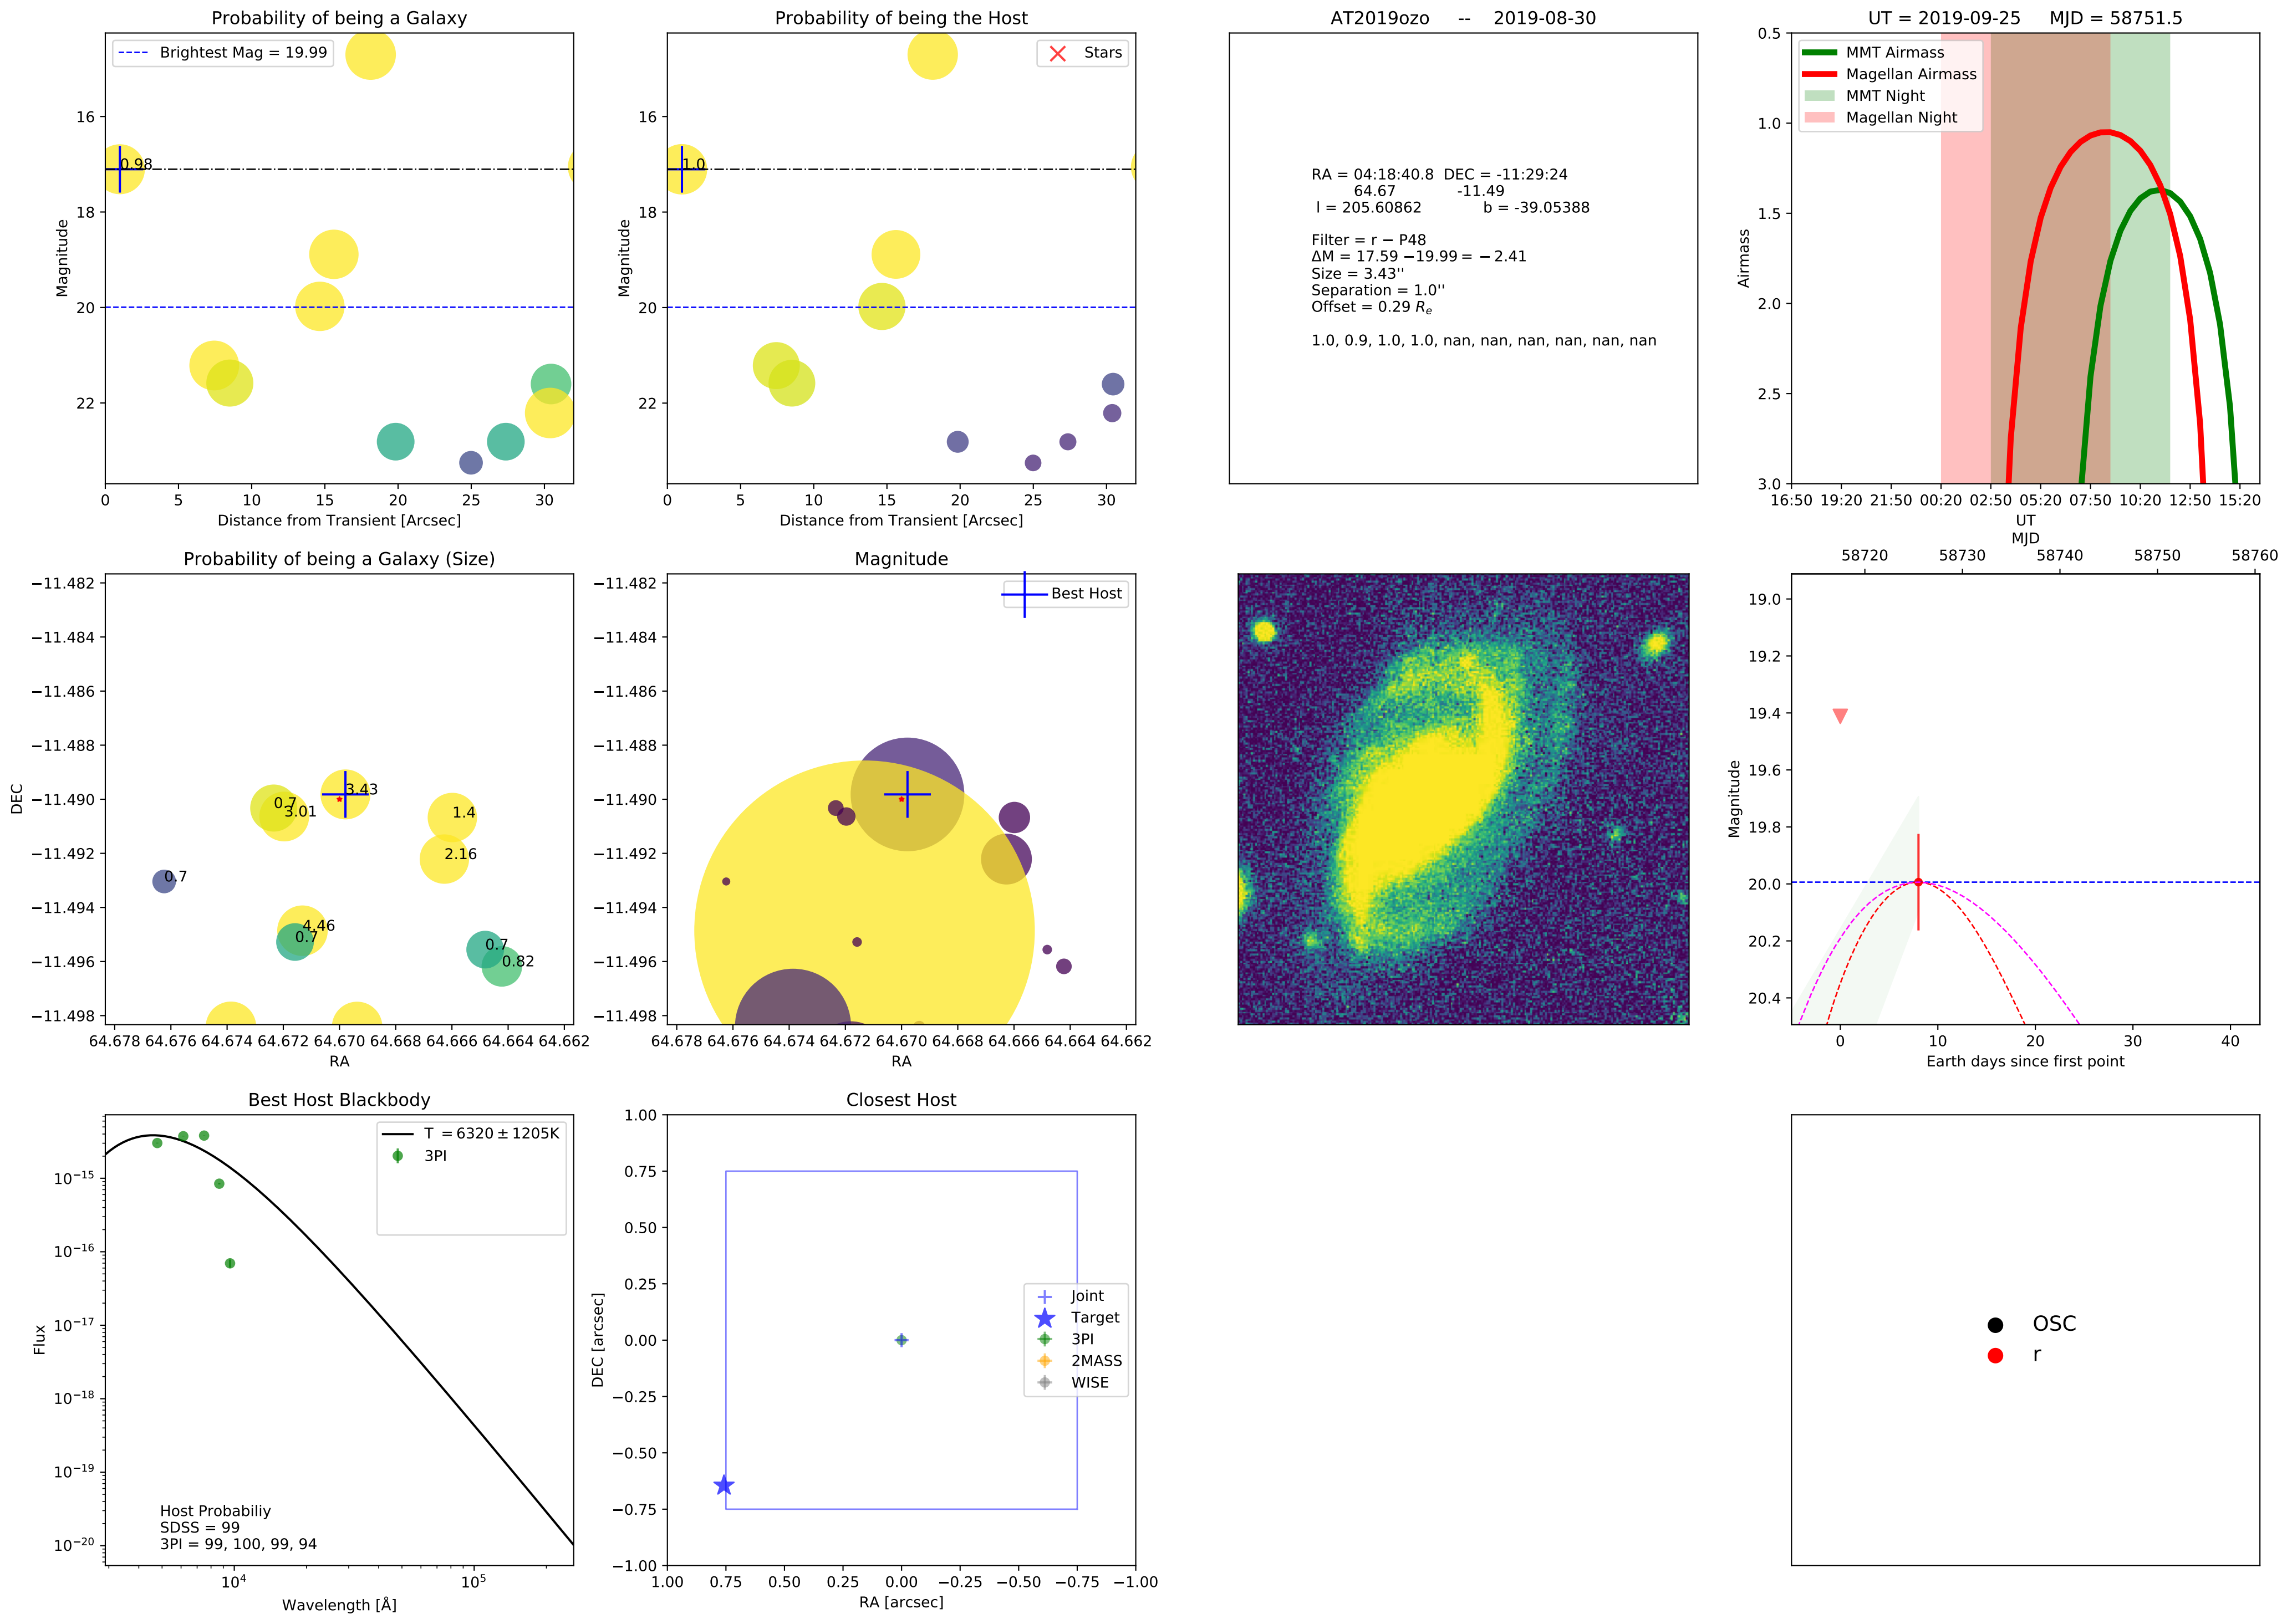 Probability of being a Galaxy
Brightest Mag = 19.99
0.98
16
18
20
22
Magnitude
0 5 10 15 20 25 30
Distance from Transient [Arcsec]
Probability of being the Host
Stars
1.0
16
18
20
22
Magnitude
0 5 10 15 20 25 30
Distance from Transient [Arcsec]
AT2019ozo -- 2019-08-30
RA = 04:18:40.8 DEC = -11:29:24
64.67 -11.49
l = 205.60862 b = -39.05388
Filter = r − P48
ΔM = 17.59 −19.99 = −2.41
Size = 3.43''
Separation = 1.0''
Offset = 0.29 Re
1.0, 0.9, 1.0, 1.0, nan, nan, nan, nan, nan, nan
UT = 2019-09-25 MJD = 58751.5
MMT Airmass
Magellan Airmass
MMT Night
Magellan Night
0.5
1.0
1.5
2.0
2.5
3.0
Airmass
16:50 19:20 21:50 00:20 02:50 05:20 07:50 10:20 12:50 15:20
UT
Probability of being a Galaxy (Size)
−11.482
−11.484
−11.486
−11.488
−11.490
−11.492
−11.494
−11.496
−11.498
DEC
3.43
0.7
3.01
1.4
2.16
0.7
4.46
0.7
0.7
0.82
64.678 64.676 64.674 64.672 64.670 64.668 64.666 64.664 64.662
RA
Magnitude
Best Host
−11.482
−11.484
−11.486
−11.488
−11.490
−11.492
−11.494
−11.496
−11.498
64.678 64.676 64.674 64.672 64.670 64.668 64.666 64.664 64.662
RA
MJD
58720 58730 58740 58750 58760
19.0
19.2
19.4
19.6
19.8
20.0
20.2
20.4
Magnitude
0 10 20 30 40
Earth days since first point
Best Host Blackbody
T = 6320 ± 1205K
3PI
10−15
10−16
10−17
10−18
10−19
10−20
Flux
Host Probabiliy
SDSS = 99
3PI = 99, 100, 99, 94
104 105
Wavelength [Å]
Closest Host
1.00
0.75
0.50
0.25
0.00
−0.25
−0.50
−0.75
−1.00
DEC [arcsec]
Joint
Target
3PI
2MASS
WISE
1.00 0.75 0.50 0.25 0.00 −0.25 −0.50 −0.75 −1.00
RA [arcsec]
OSC
r